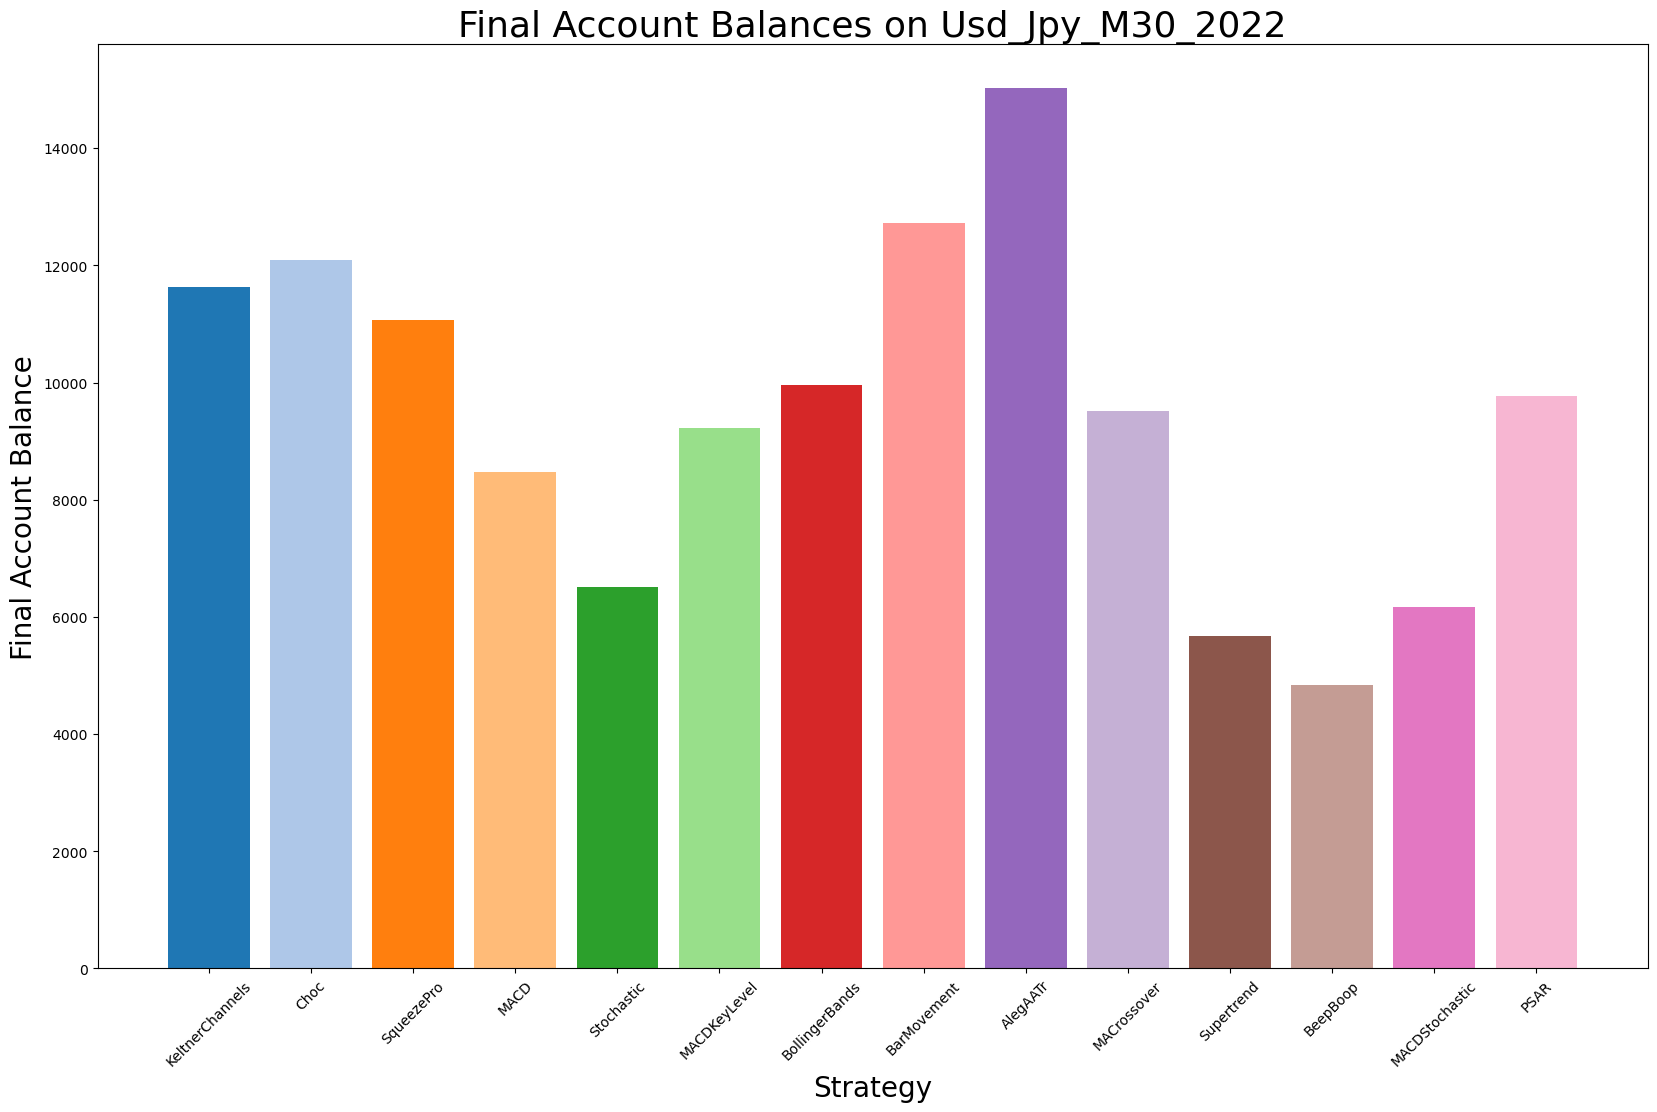 Final Account Balances on Usd_Jpy_M30_2022
Final Account Balance
14000
12000
10000
8000
6000
4000
2000
0
KeltnerChannels
Choc
SqueezePro
MACD
Stochastic
MACDKeyLevel
BollingerBands
BarMovement
AlegAATr
MACrossover
Supertrend
BeepBoop
MACDStochastic
PSAR
Strategy